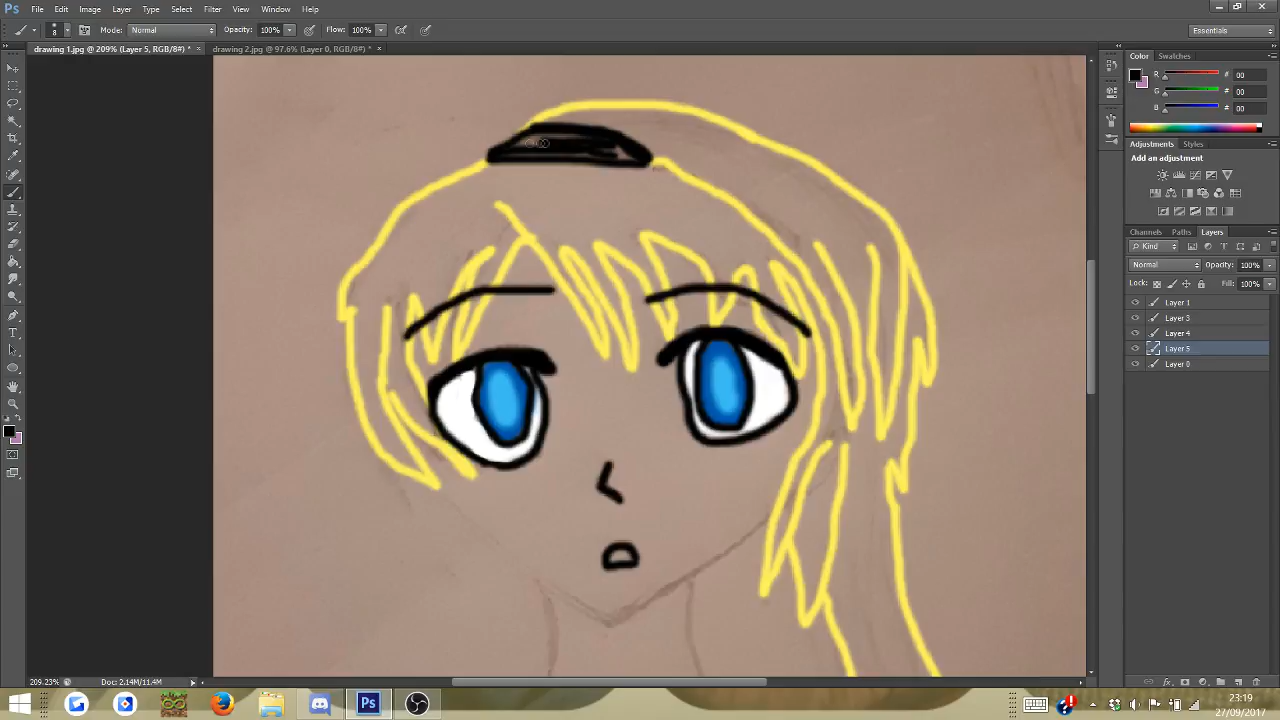 Ps File Edit Image Layer Type Select Filter View Window Help
8 Mode: Normal Opacity: 100% Flow: 100% Essentials
drawing 1.jpg @ 209% (Layer 5, RGB/8#) * × drawing 2.jpg @ 97.6% (Layer 0, RGB/8#) * ×
Color Swatches
R # 00
G # 00
B # 00
Adjustments Styles
Add an adjustment
Channels Paths Layers
Kind
Normal Opacity: 100%
Lock: Fill: 100%
Layer 1
Layer 3
Layer 4
Layer 5
Layer 0
209.23% Doc: 2.14M/11.4M
Ps
23:19
27/09/2017